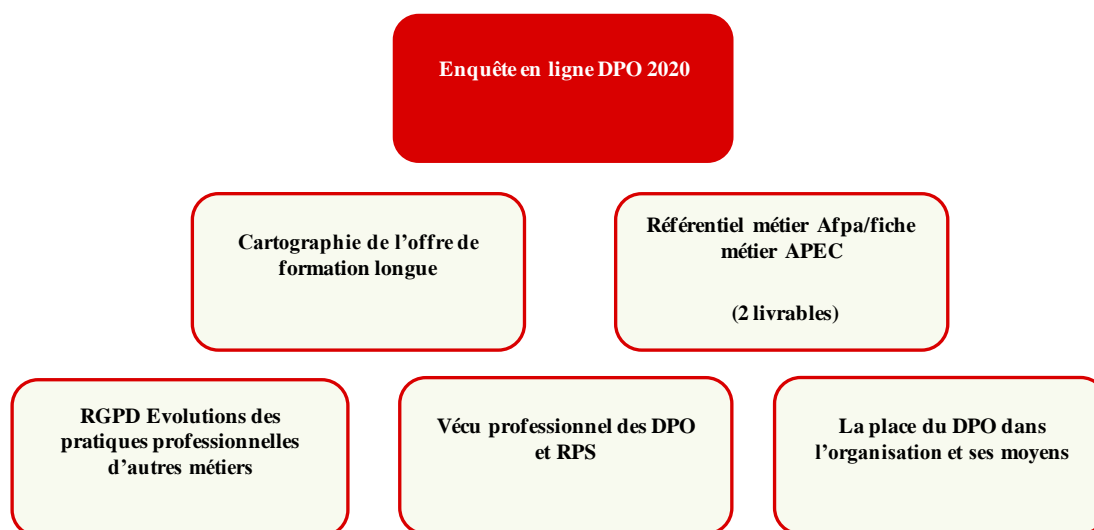 Enquête en ligne DPO 2020
Cartographie de l’offre de
formation longue
Référentiel métier Afpa/fiche
métier APEC
(2 livrables)
RGPD Evolutions des
pratiques professionnelles
d’autres métiers
Vécu professionnel des DPO
et RPS
La place du DPO dans
l’organisation et ses moyens